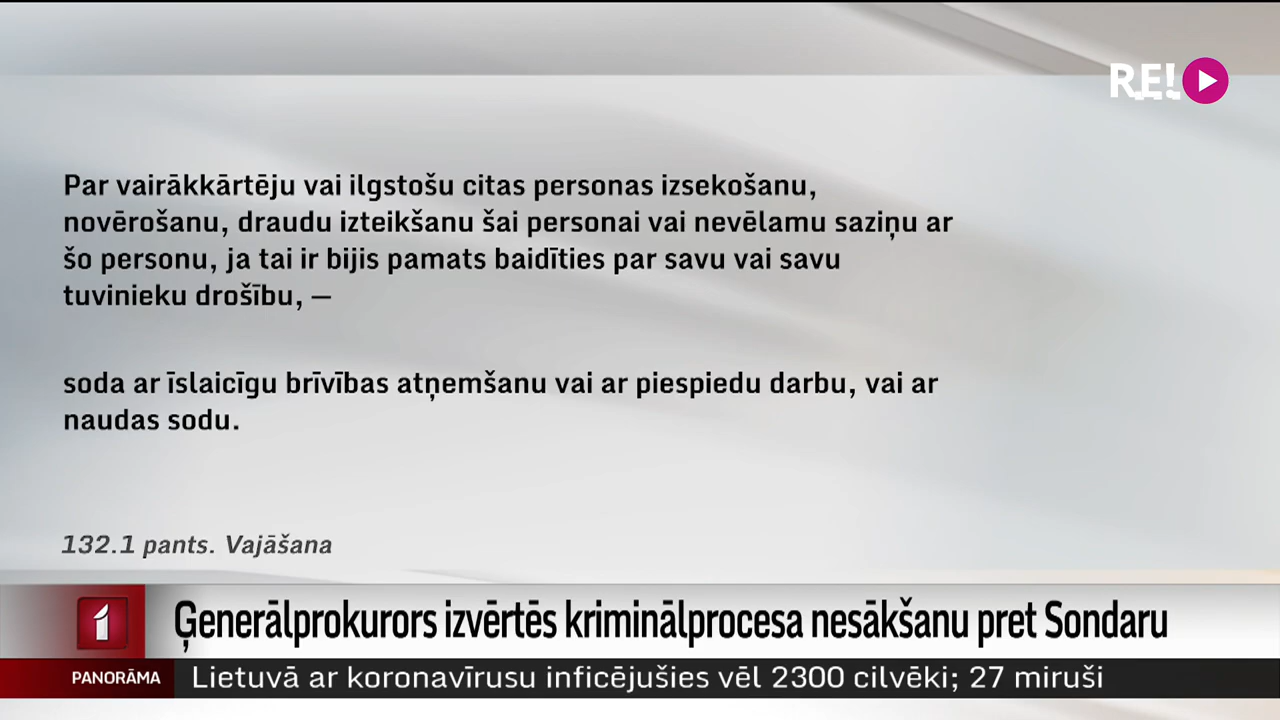 RE!
Par vairākkārtēju vai ilgstošu citas personas izsekošanu,
novērošanu, draudu izteikšanu šai personai vai nevēlamu saziņu ar
šo personu, ja tai ir bijis pamats baidīties par savu vai savu
tuvinieku drošību, —
soda ar īslaicīgu brīvības atņemšanu vai ar piespiedu darbu, vai ar
naudas sodu.
132.1 pants. Vajāšana
1
Ģenerālprokurors izvērtēs kriminālprocesa nesākšanu pret Sondaru
PANORĀMA
Lietuvā ar koronavīrusu inficējušies vēl 2300 cilvēki; 27 miruši